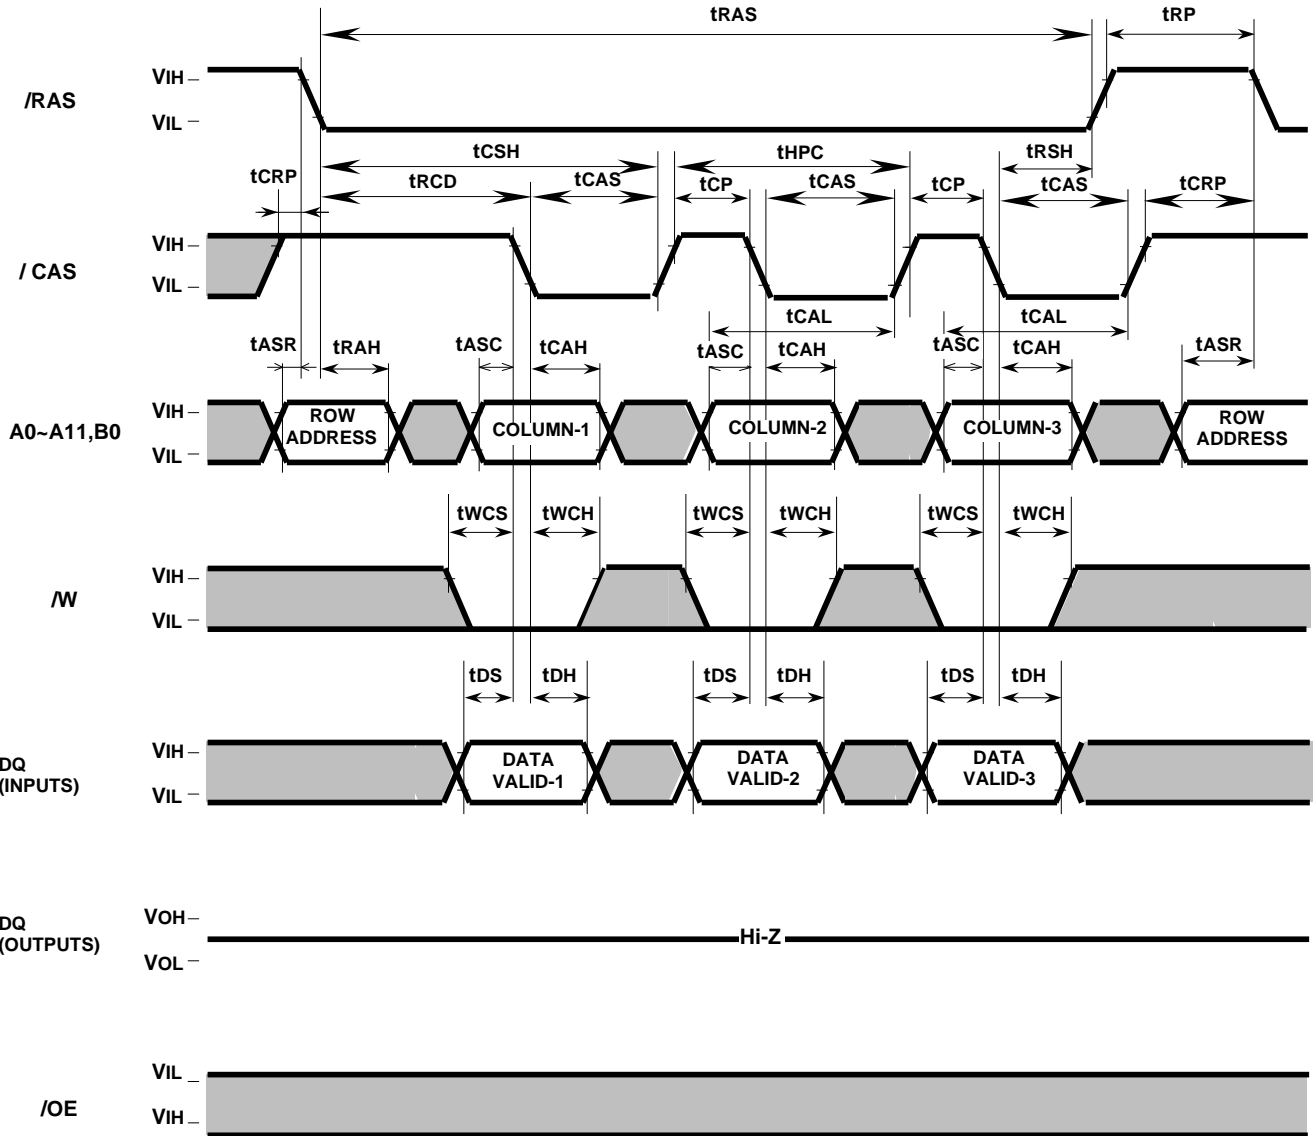 tRAS tRP
VIH
/RAS
VIL
tCSH tHPC tRSH
tCRP tRCD tCAS tCP tCAS tCP tCAS tCRP
VIH
/ CAS
VIL
tCAL tCAL
tASR tRAH tASC tCAH tASC tCAH tASC tCAH tASR
VIH
A0~A11,B0
VIL
ROW
ADDRESS
COLUMN-1
COLUMN-2
COLUMN-3
ROW
ADDRESS
tWCS tWCH tWCS tWCH tWCS tWCH
VIH
/W
VIL
tDS tDH tDS tDH tDS tDH
VIH
DQ
(INPUTS)
VIL
DATA
VALID-1
DATA
VALID-2
DATA
VALID-3
VOH
DQ
(OUTPUTS)
VOL
Hi-Z
VIL
/OE
VIH